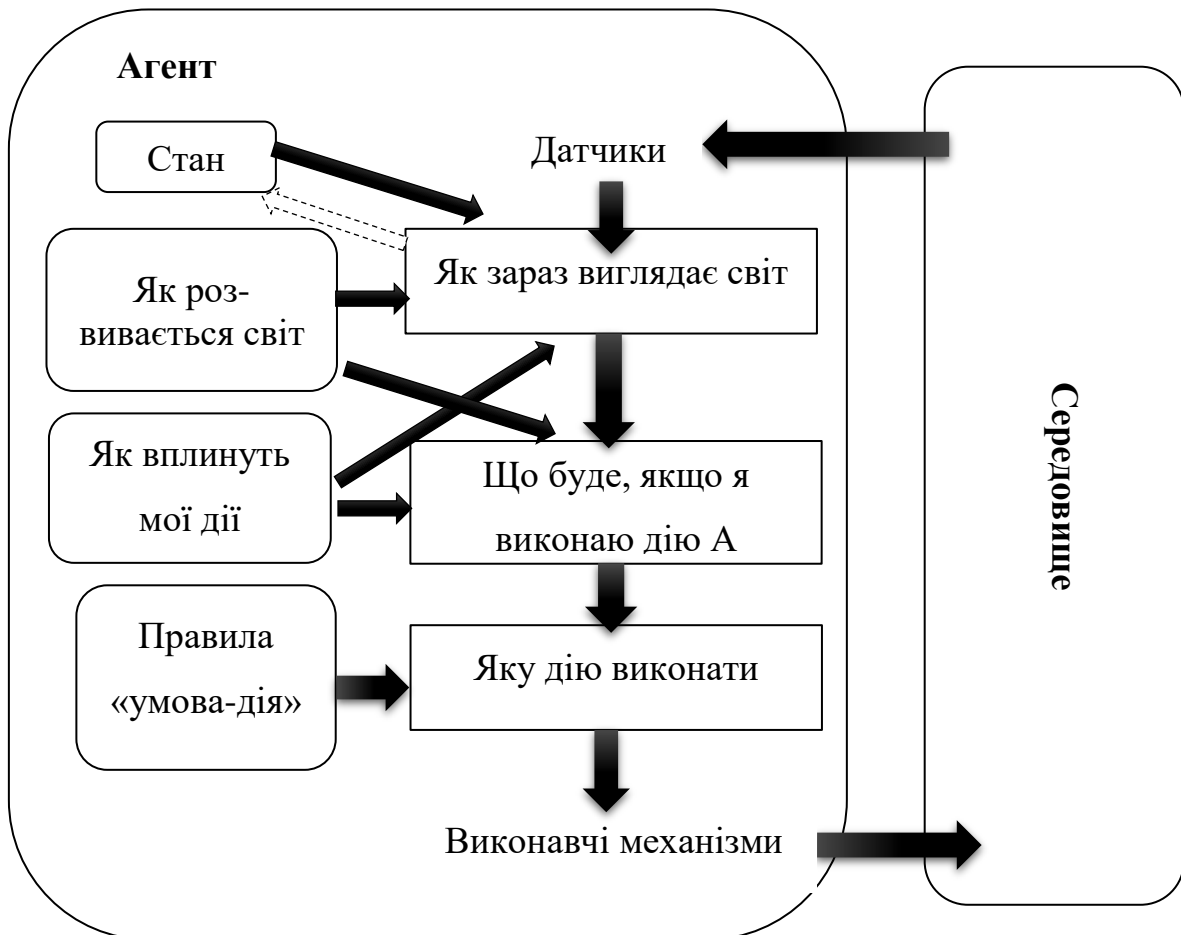 Агент
Стан
Датчики
Як зараз виглядає світ
Як роз-
вивається світ
Як вплинуть
мої дії
Що буде, якщо я
виконаю дію А
Правила
«умова-дія»
Яку дію виконати
Виконавчі механізми
Середовище